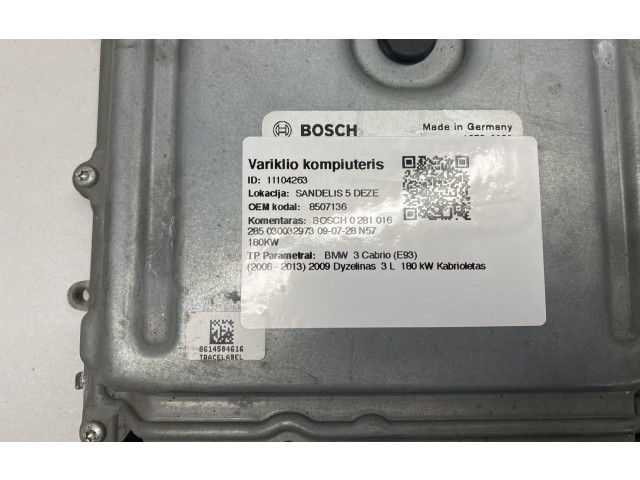 BOSCH
Made in Germany
Variklio kompiuteris
ID: 11104263
Lokacija: SANDELIS 5 DEZE
OEM kodai: 8507136
Komentaras: BOSCH 0 281 016
285 030032973 09-07-28 N57
180KW
TP Parametrai: BMW 3 Cabrio (E93)
(2006 - 2013) 2009 Dyzelinas 3 L 180 kW Kabrioletas
8614584616
TRACELABEL